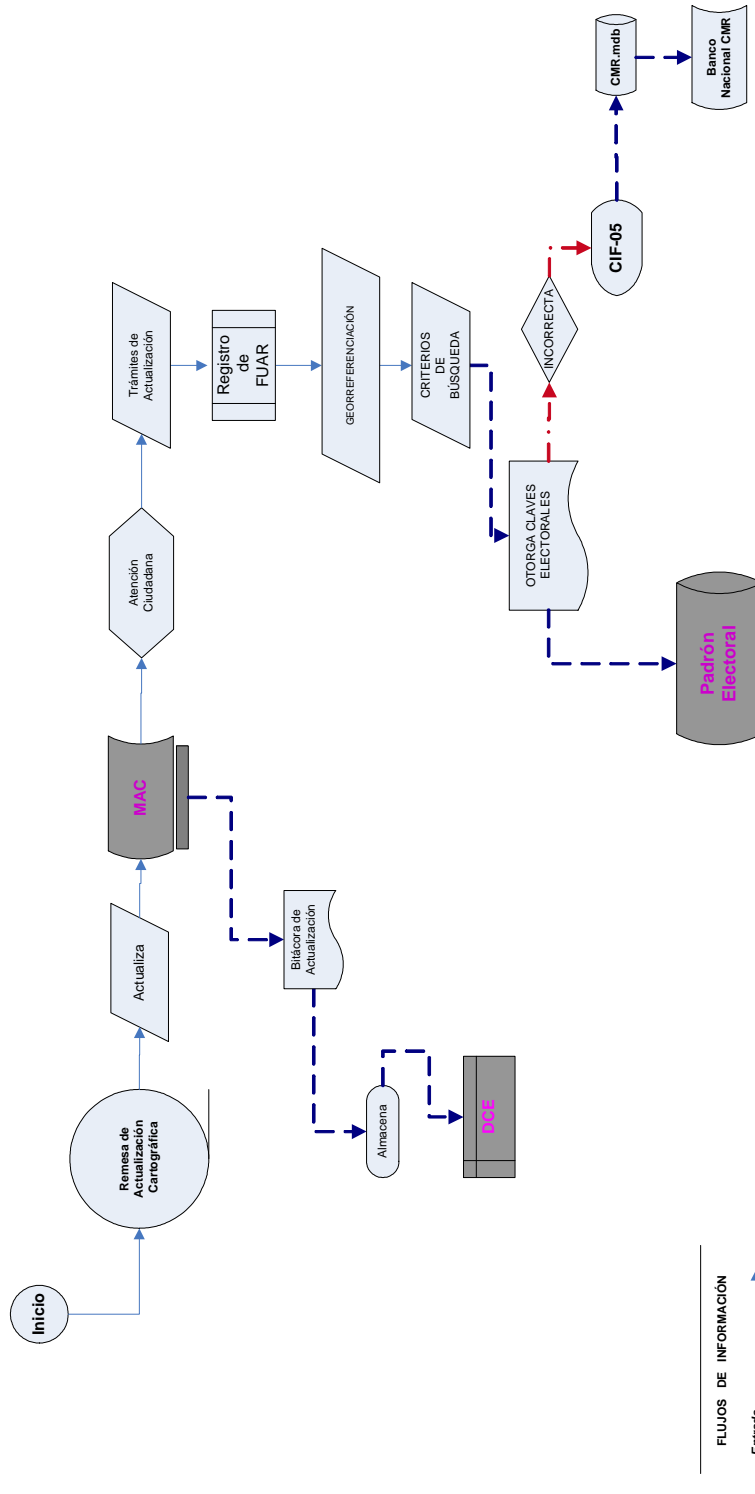 Inicio
Remesa de
Actualización
Cartográfica
Actualiza
MAC
Atención
Ciudadana
Trámites de
Actualización
Registro
de
FUAR
GEORREFERENCIACIÓN
CRITERIOS
DE
BÚSQUEDA
OTORGA CLAVES
ELECTORALES
INCORRECTA
CIF-05
CMR.mdb
Banco
Nacional CMR
Padrón
Electoral
Bitácora de
Actualización
Almacena
DCE
FLUJOS DE INFORMACIÓN
Entrada